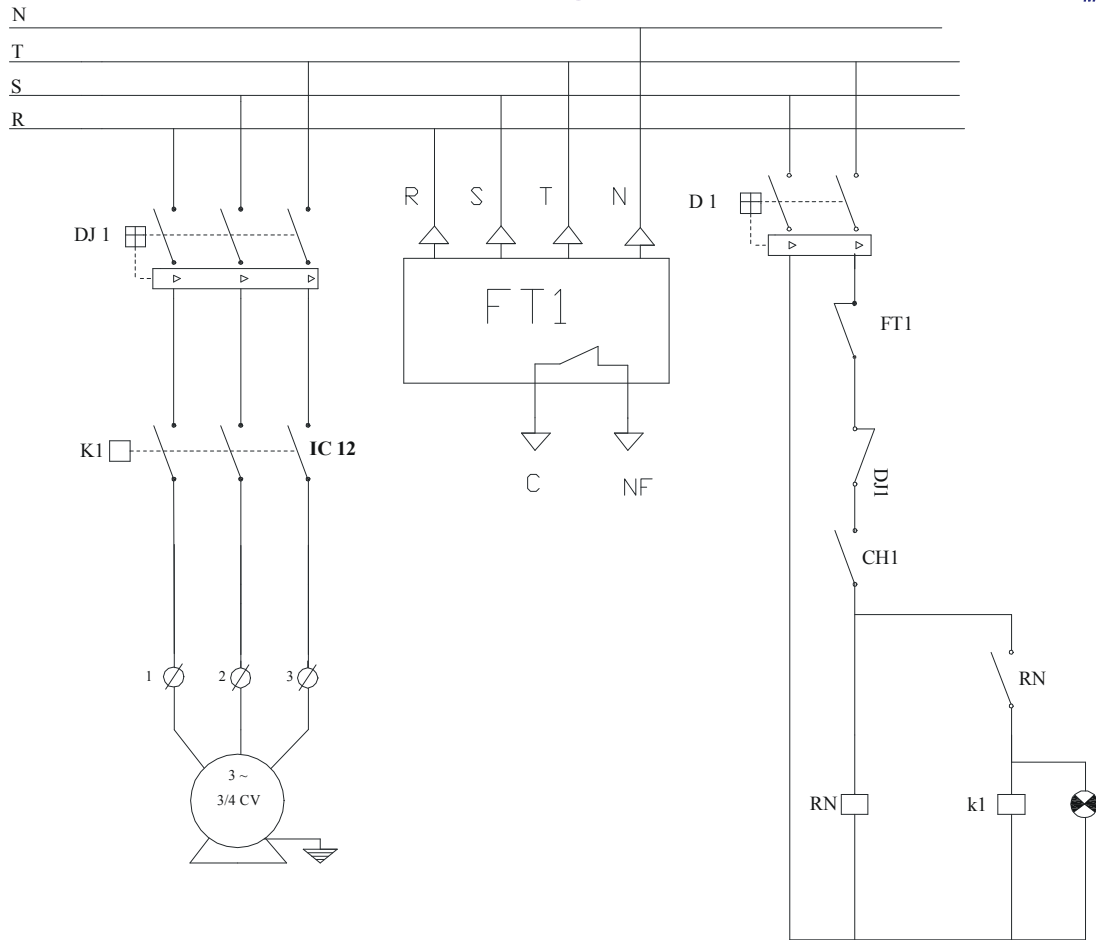 N
T
S
R
R S T N
DJ 1
D 1
FT1
FT1
K1
IC 12
C NF
DJ1
CH1
1 2 3
RN
3 ~
3/4 CV
RN
k1